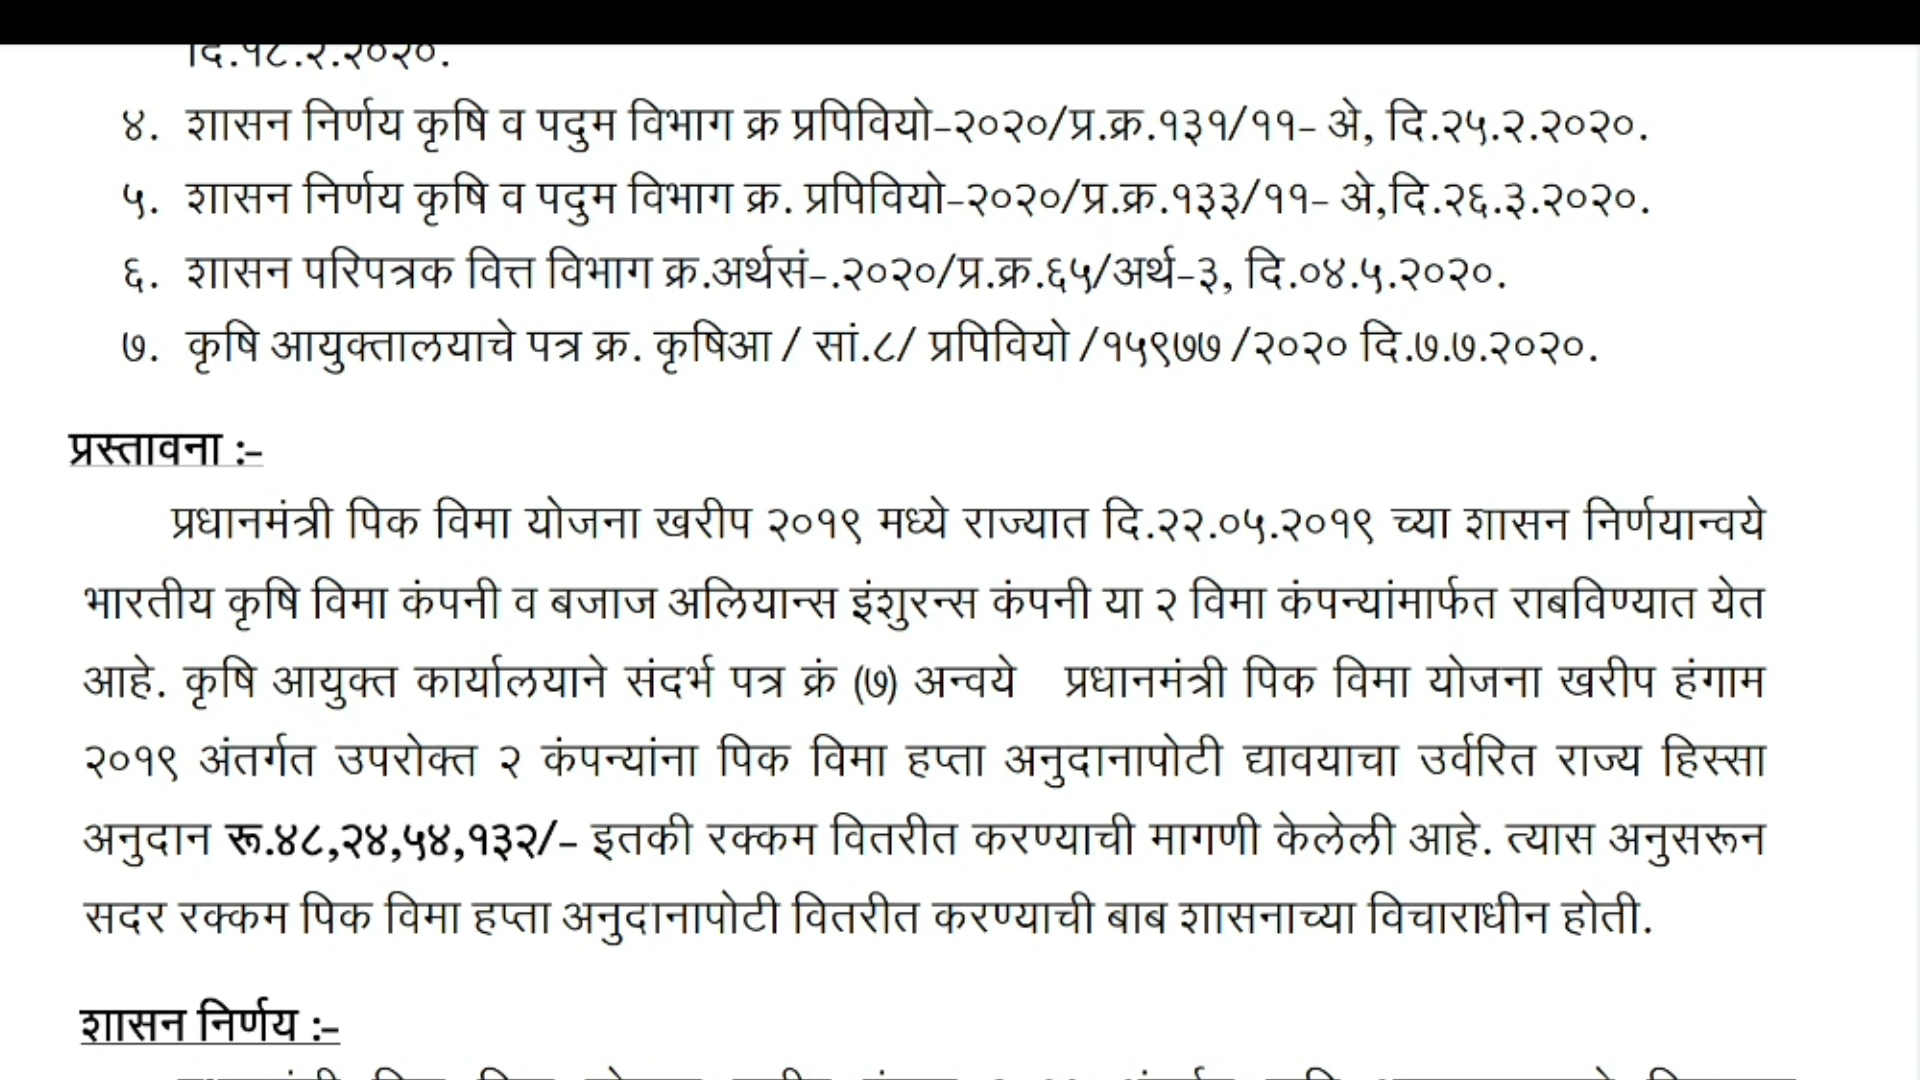 दि.१८.२.२०२०.
४. शासन निर्णय कृषि व पदुम विभाग क्र प्रपिवियो-२०२०/प्र.क्र.१३१/११- अे, दि.२५.२.२०२०.
५. शासन निर्णय कृषि व पदुम विभाग क्र. प्रपिवियो-२०२०/प्र.क्र.१३३/११- अे,दि.२६.३.२०२०.
६. शासन परिपत्रक वित्त विभाग क्र.अर्थसं-.२०२०/प्र.क्र.६५/अर्थ-३, दि.०४.५.२०२०.
७. कृषि आयुक्तालयाचे पत्र क्र. कृषिआ / सां.८/ प्रपिवियो /१५९७७ /२०२० दि.७.७.२०२०.
प्रस्तावना :-
प्रधानमंत्री पिक विमा योजना खरीप २०१९ मध्ये राज्यात दि.२२.०५.२०१९ च्या शासन निर्णयान्वये
भारतीय कृषि विमा कंपनी व बजाज अलियान्स इंशुरन्स कंपनी या २ विमा कंपन्यांमार्फत राबविण्यात येत
आहे. कृषि आयुक्त कार्यालयाने संदर्भ पत्र क्रं (७) अन्वये प्रधानमंत्री पिक विमा योजना खरीप हंगाम
२०१९ अंतर्गत उपरोक्त २ कंपन्यांना पिक विमा हप्ता अनुदानापोटी द्यावयाचा उर्वरित राज्य हिस्सा
अनुदान रू.४८,२४,५४,१३२/- इतकी रक्कम वितरीत करण्याची मागणी केलेली आहे. त्यास अनुसरून
सदर रक्कम पिक विमा हप्ता अनुदानापोटी वितरीत करण्याची बाब शासनाच्या विचाराधीन होती.
शासन निर्णय :-